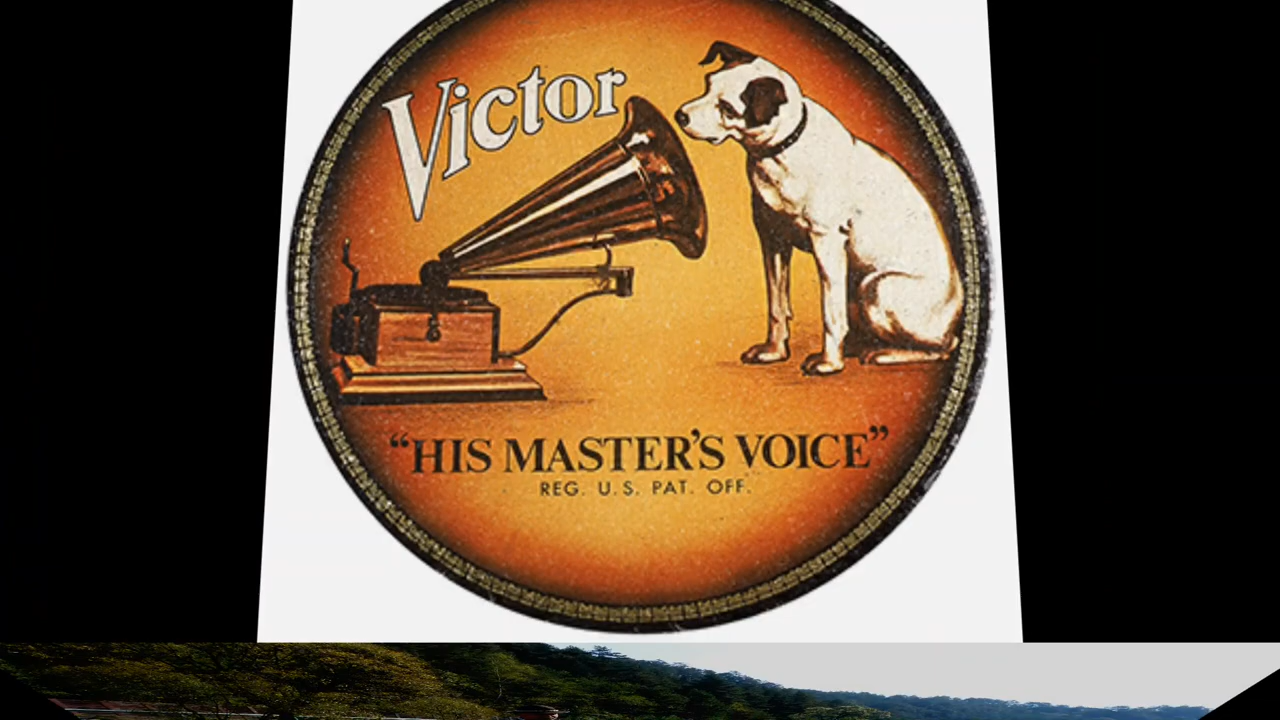 Victor
“HIS MASTER'S VOICE”
REG. U.S. PAT. OFF.